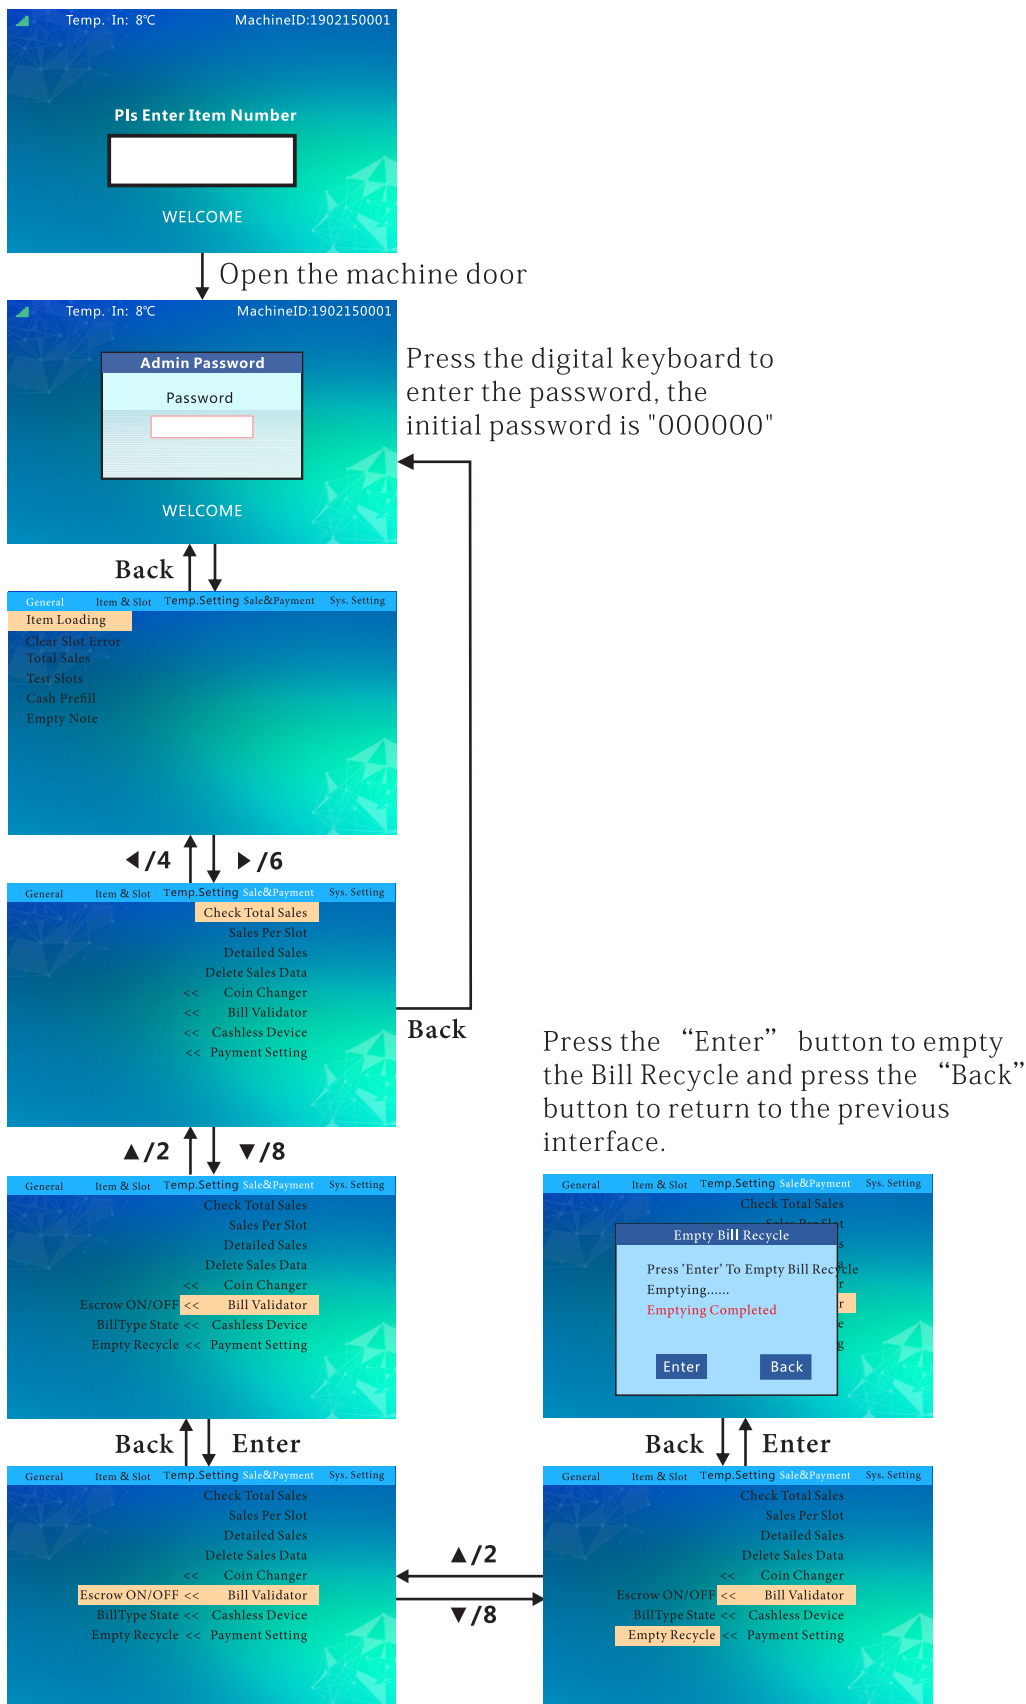 Temp. In: 8℃ MachineID:1902150001
Pls Enter Item Number
WELCOME
Open the machine door
Temp. In: 8℃ MachineID:1902150001
Admin Password
Password
WELCOME
Press the digital keyboard to
enter the password, the
initial password is "000000"
Back
General Item & Slot Temp.Setting Sale&Payment Sys. Setting
Item Loading
Clear Slot Error
Total Sales
Test Slots
Cash Prefill
Empty Note
◀/4 ▶/6
General Item & Slot Temp.Setting Sale&Payment Sys. Setting
Check Total Sales
Sales Per Slot
Detailed Sales
Delete Sales Data
<< Coin Changer
<< Bill Validator
<< Cashless Device
<< Payment Setting
Back
▲/2 ▼/8
General Item & Slot Temp.Setting Sale&Payment Sys. Setting
Check Total Sales
Sales Per Slot
Detailed Sales
Delete Sales Data
<< Coin Changer
Escrow ON/OFF << Bill Validator
BillType State << Cashless Device
Empty Recycle << Payment Setting
Back Enter
General Item & Slot Temp.Setting Sale&Payment Sys. Setting
Check Total Sales
Sales Per Slot
Detailed Sales
Delete Sales Data
<< Coin Changer
Escrow ON/OFF << Bill Validator
BillType State << Cashless Device
Empty Recycle << Payment Setting
▲/2
▼/8
Press the “Enter” button to empty
the Bill Recycle and press the “Back”
button to return to the previous
interface.
General Item & Slot Temp.Setting Sale&Payment Sys. Setting
Check Total Sales
Sales Per Slot
Empty Bill Recycle
Press 'Enter' To Empty Bill Recycle
Emptying......
Emptying Completed
Enter Back
Back Enter
General Item & Slot Temp.Setting Sale&Payment Sys. Setting
Check Total Sales
Sales Per Slot
Detailed Sales
Delete Sales Data
<< Coin Changer
Escrow ON/OFF << Bill Validator
BillType State << Cashless Device
Empty Recycle << Payment Setting